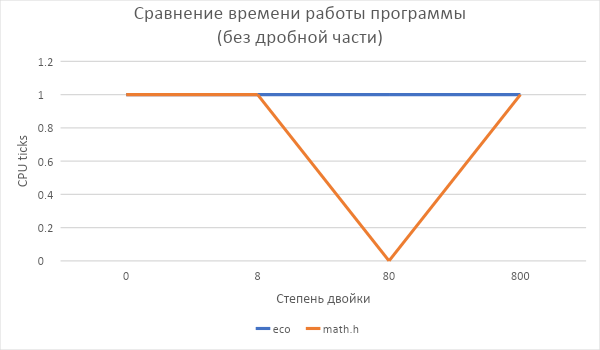 Сравнение времени работы программы
(без дробной части)
1.2
1
0.8
0.6
0.4
0.2
0
CPU ticks
0 8 80 800
Степень двойки
eco math.h